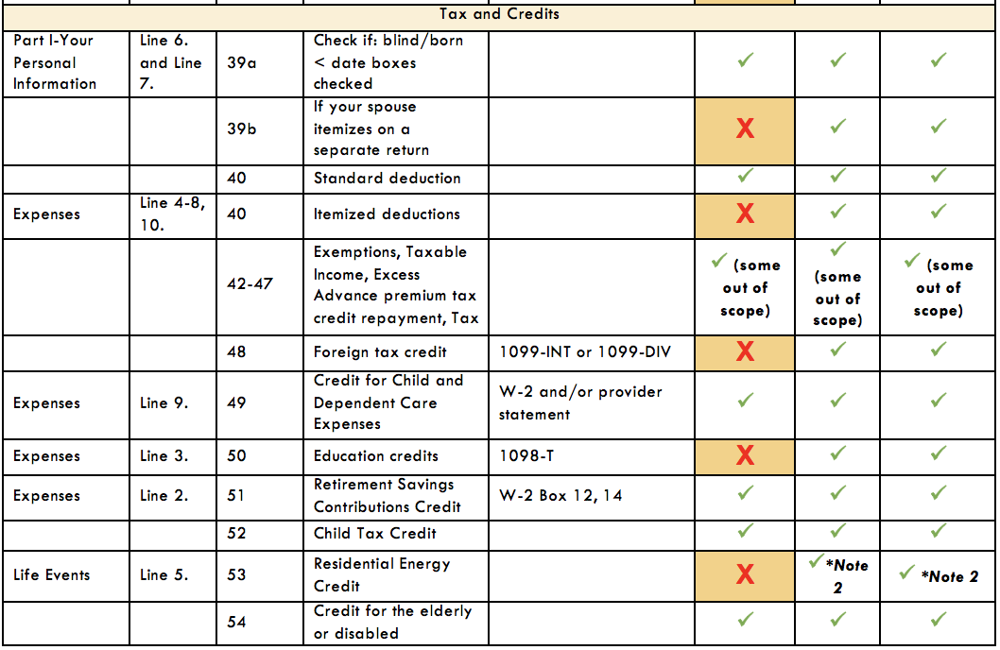 Tax and Credits
Part I-Your Personal Information | Line 6. and Line 7. | 39a | Check if: blind/born < date boxes checked | | ✓ | ✓ | ✓
39b | If your spouse itemizes on a separate return | | X | ✓ | ✓
40 | Standard deduction | | ✓ | ✓ | ✓
Expenses | Line 4-8, 10. | 40 | Itemized deductions | | X | ✓ | ✓
42-47 | Exemptions, Taxable Income, Excess Advance premium tax credit repayment, Tax | | ✓ (some out of scope) | ✓ (some out of scope) | ✓ (some out of scope)
48 | Foreign tax credit | 1099-INT or 1099-DIV | X | ✓ | ✓
Expenses | Line 9. | 49 | Credit for Child and Dependent Care Expenses | W-2 and/or provider statement | ✓ | ✓ | ✓
Expenses | Line 3. | 50 | Education credits | 1098-T | X | ✓ | ✓
Expenses | Line 2. | 51 | Retirement Savings Contributions Credit | W-2 Box 12, 14 | ✓ | ✓ | ✓
52 | Child Tax Credit | | ✓ | ✓ | ✓
Life Events | Line 5. | 53 | Residential Energy Credit | | X | ✓ *Note 2 | ✓ *Note 2
54 | Credit for the elderly or disabled | | ✓ | ✓ | ✓